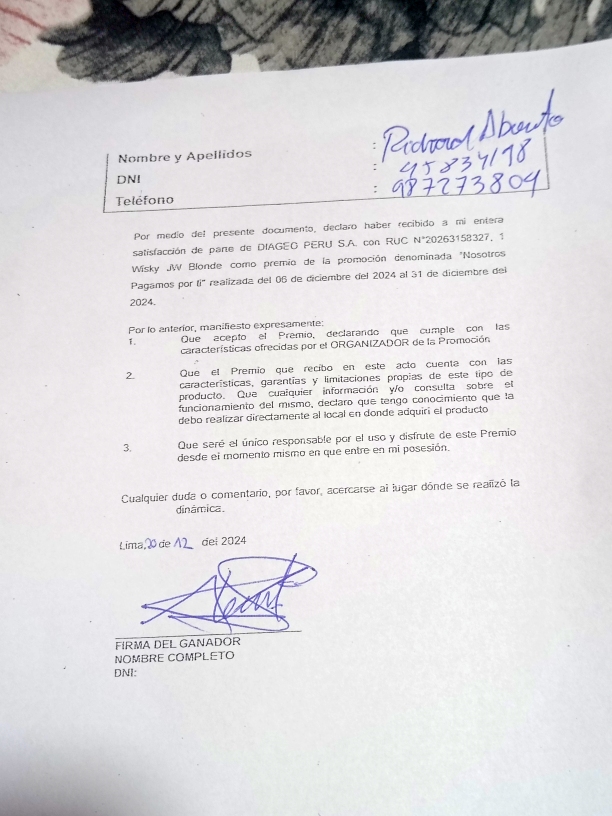 Nombre y Apellidos :
DNI : 45834198
Teléfono : 987273804
Por medio del presente documento, declaro haber recibido a mi entera
satisfacción de parte de DIAGEO PERU S.A. con RUC N°20263158327, 1
Wisky JW Blonde como premio de la promoción denominada "Nosotros
Pagamos por ti" realizada del 06 de diciembre del 2024 al 31 de diciembre del
2024.
Por lo anterior, manifiesto expresamente:
1. Que acepto el Premio, declarando que cumple con las
características ofrecidas por el ORGANIZADOR de la Promoción
2. Que el Premio que recibo en este acto cuenta con las
características, garantías y limitaciones propias de este tipo de
producto. Que cualquier información y/o consulta sobre el
funcionamiento del mismo, declaro que tengo conocimiento que la
debo realizar directamente al local en donde adquirí el producto
3. Que seré el único responsable por el uso y disfrute de este Premio
desde el momento mismo en que entre en mi posesión.
Cualquier duda o comentario, por favor, acercarse al lugar dónde se realizó la
dinámica.
Lima, 20 de 12 del 2024
FIRMA DEL GANADOR
NOMBRE COMPLETO
DNI: